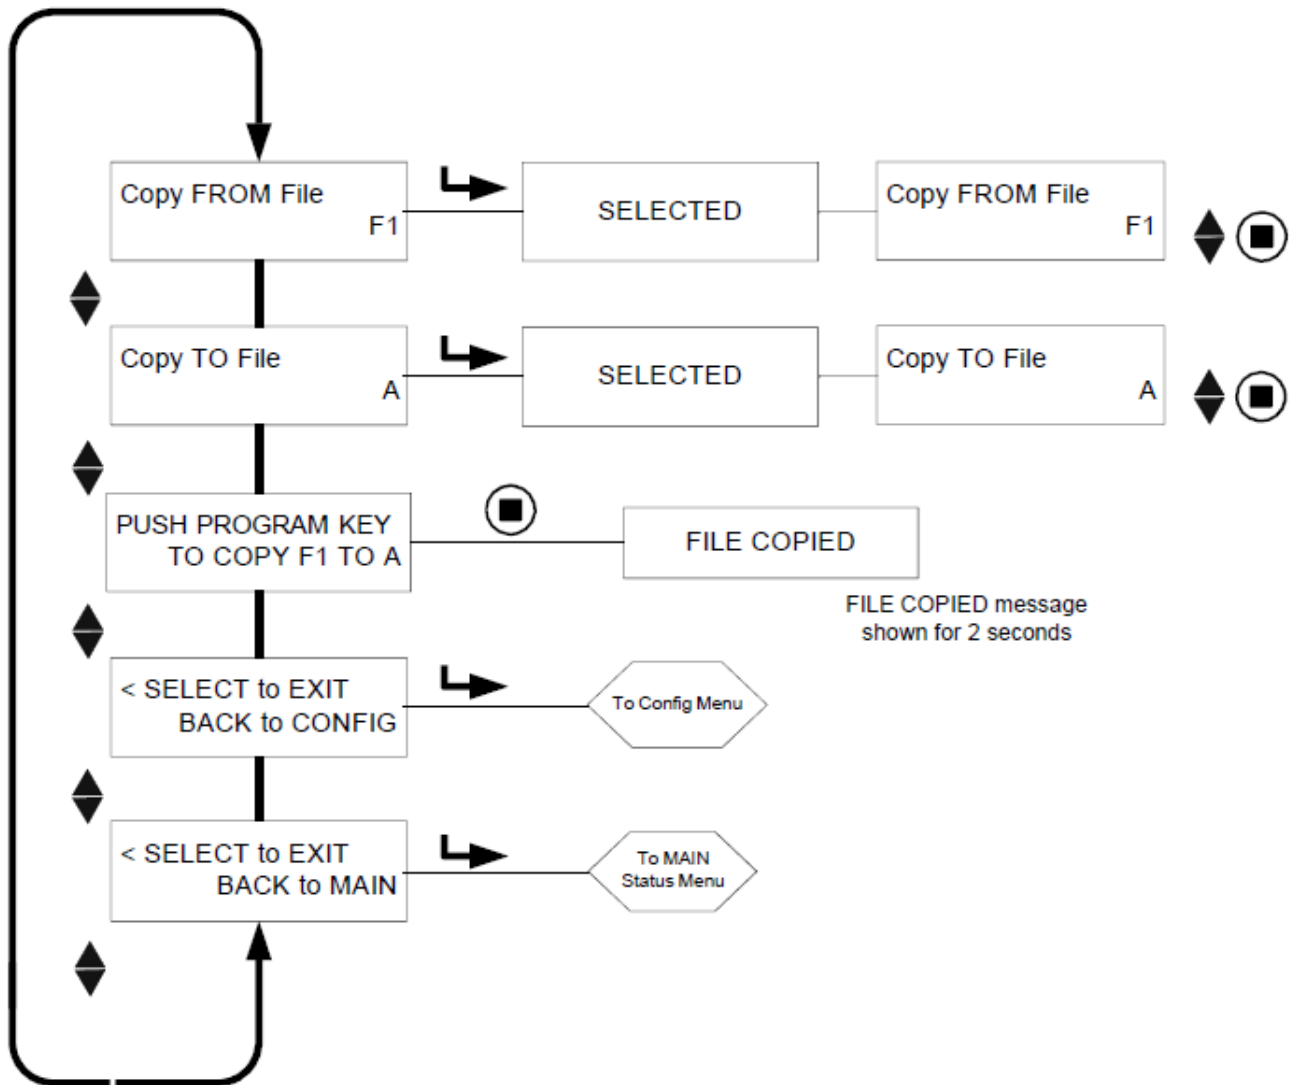 Copy FROM File
F1
SELECTED
Copy FROM File
F1
Copy TO File
A
SELECTED
Copy TO File
A
PUSH PROGRAM KEY
TO COPY F1 TO A
FILE COPIED
FILE COPIED message
shown for 2 seconds
< SELECT to EXIT
BACK to CONFIG
To Config Menu
< SELECT to EXIT
BACK to MAIN
To MAIN
Status Menu